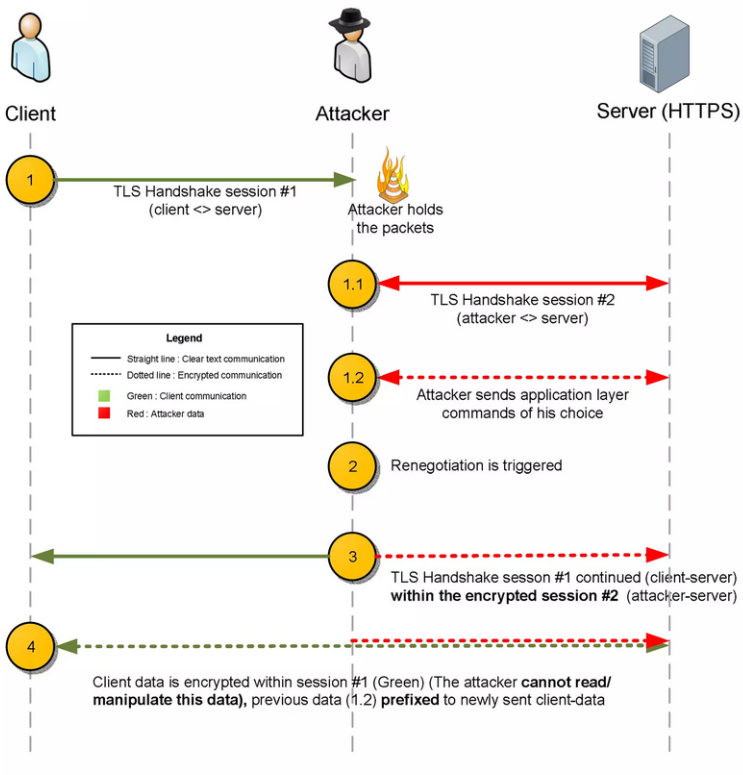 Client
Attacker
Server (HTTPS)
1
TLS Handshake session #1
(client <> server)
Attacker holds
the packets
1.1
TLS Handshake session #2
(attacker <> server)
Legend
Straight line : Clear text communication
Dotted line : Encrypted communication
Green : Client communication
Red : Attacker data
1.2
Attacker sends application layer
commands of his choice
2
Renegotiation is triggered
3
TLS Handshake sesson #1 continued (client-server)
within the encrypted session #2 (attacker-server)
4
Client data is encrypted within session #1 (Green) (The attacker cannot read/
manipulate this data), previous data (1.2) prefixed to newly sent client-data